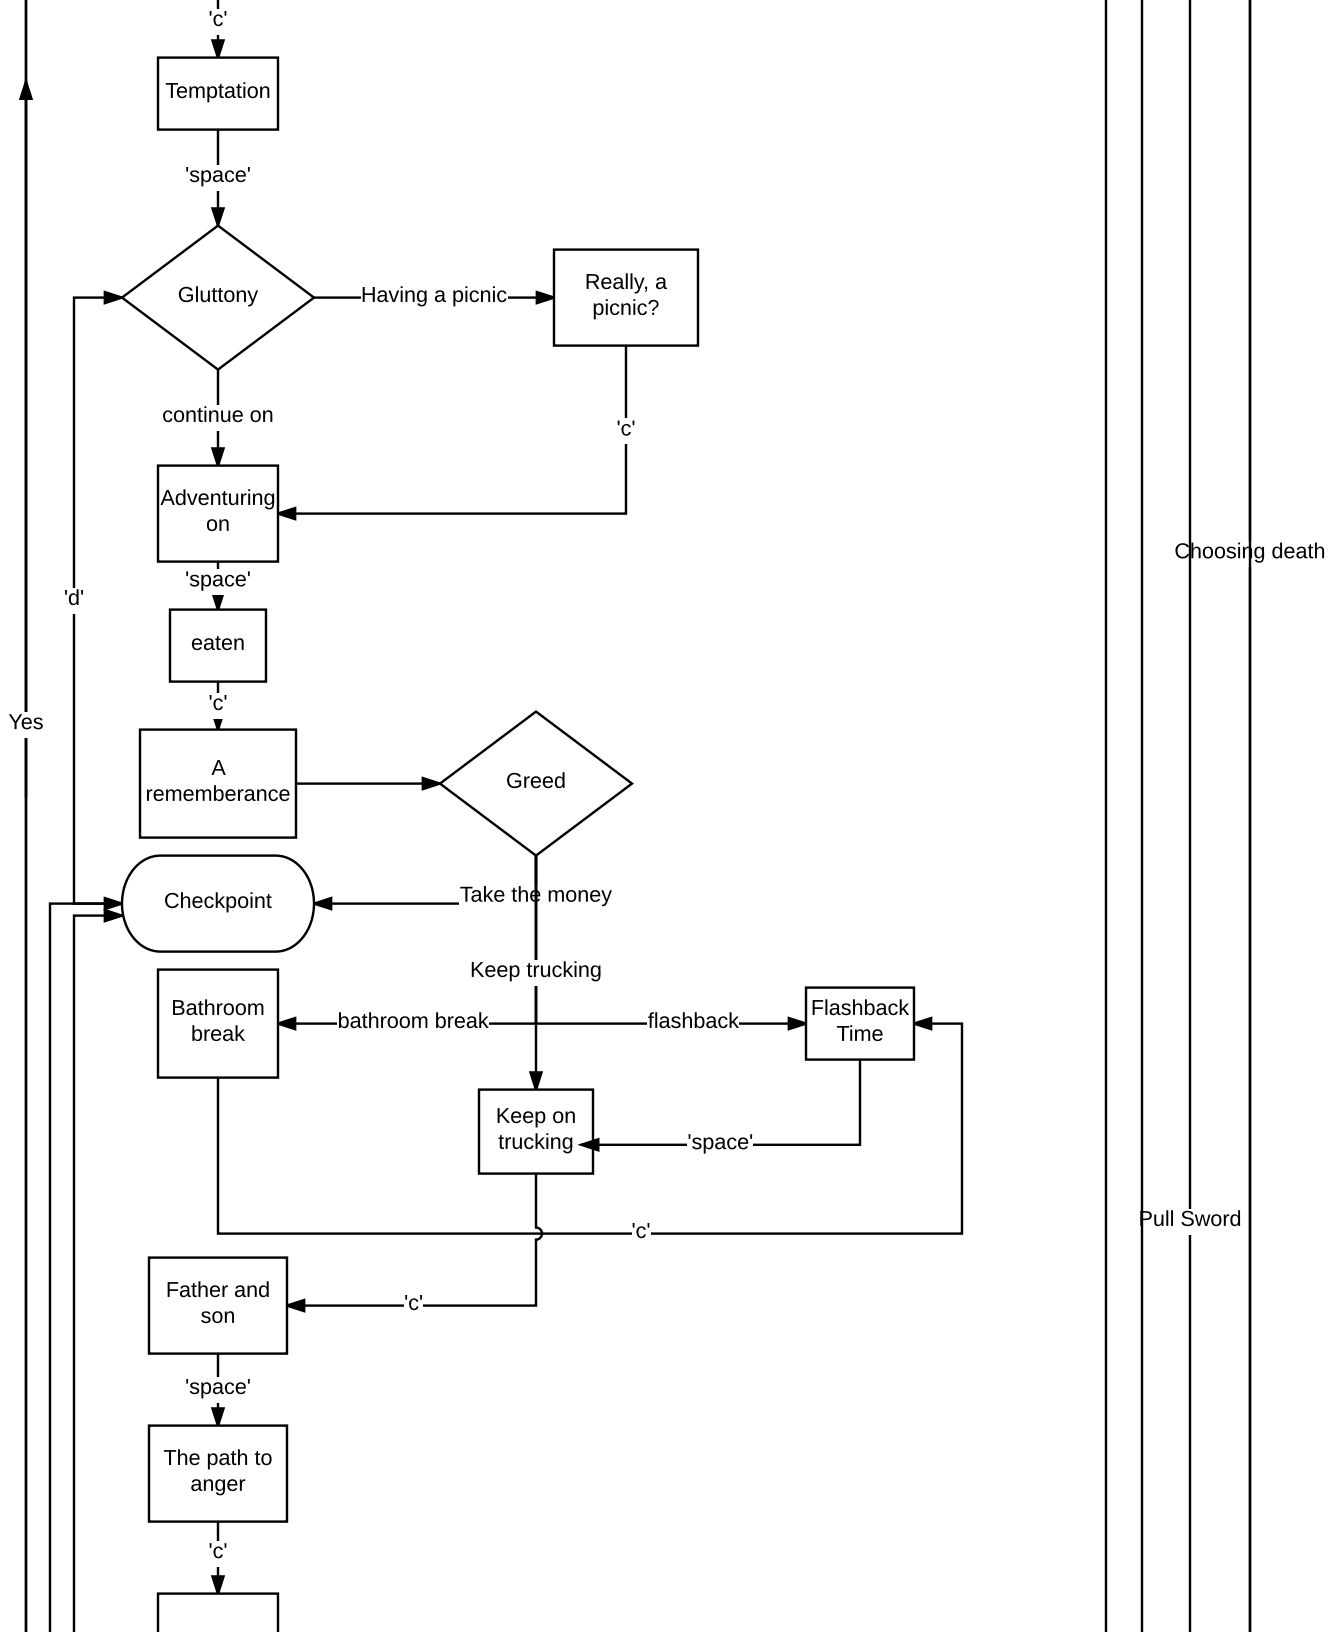 'c'
Temptation
'space'
Gluttony
Having a picnic
Really, a
picnic?
continue on
'c'
Adventuring
on
Choosing death
'space'
'd'
eaten
'c'
Yes
A
rememberance
Greed
Checkpoint
Take the money
Keep trucking
Bathroom
break
bathroom break
flashback
Flashback
Time
Keep on
trucking
'space'
Pull Sword
'c'
Father and
son
'c'
'space'
The path to
anger
'c'